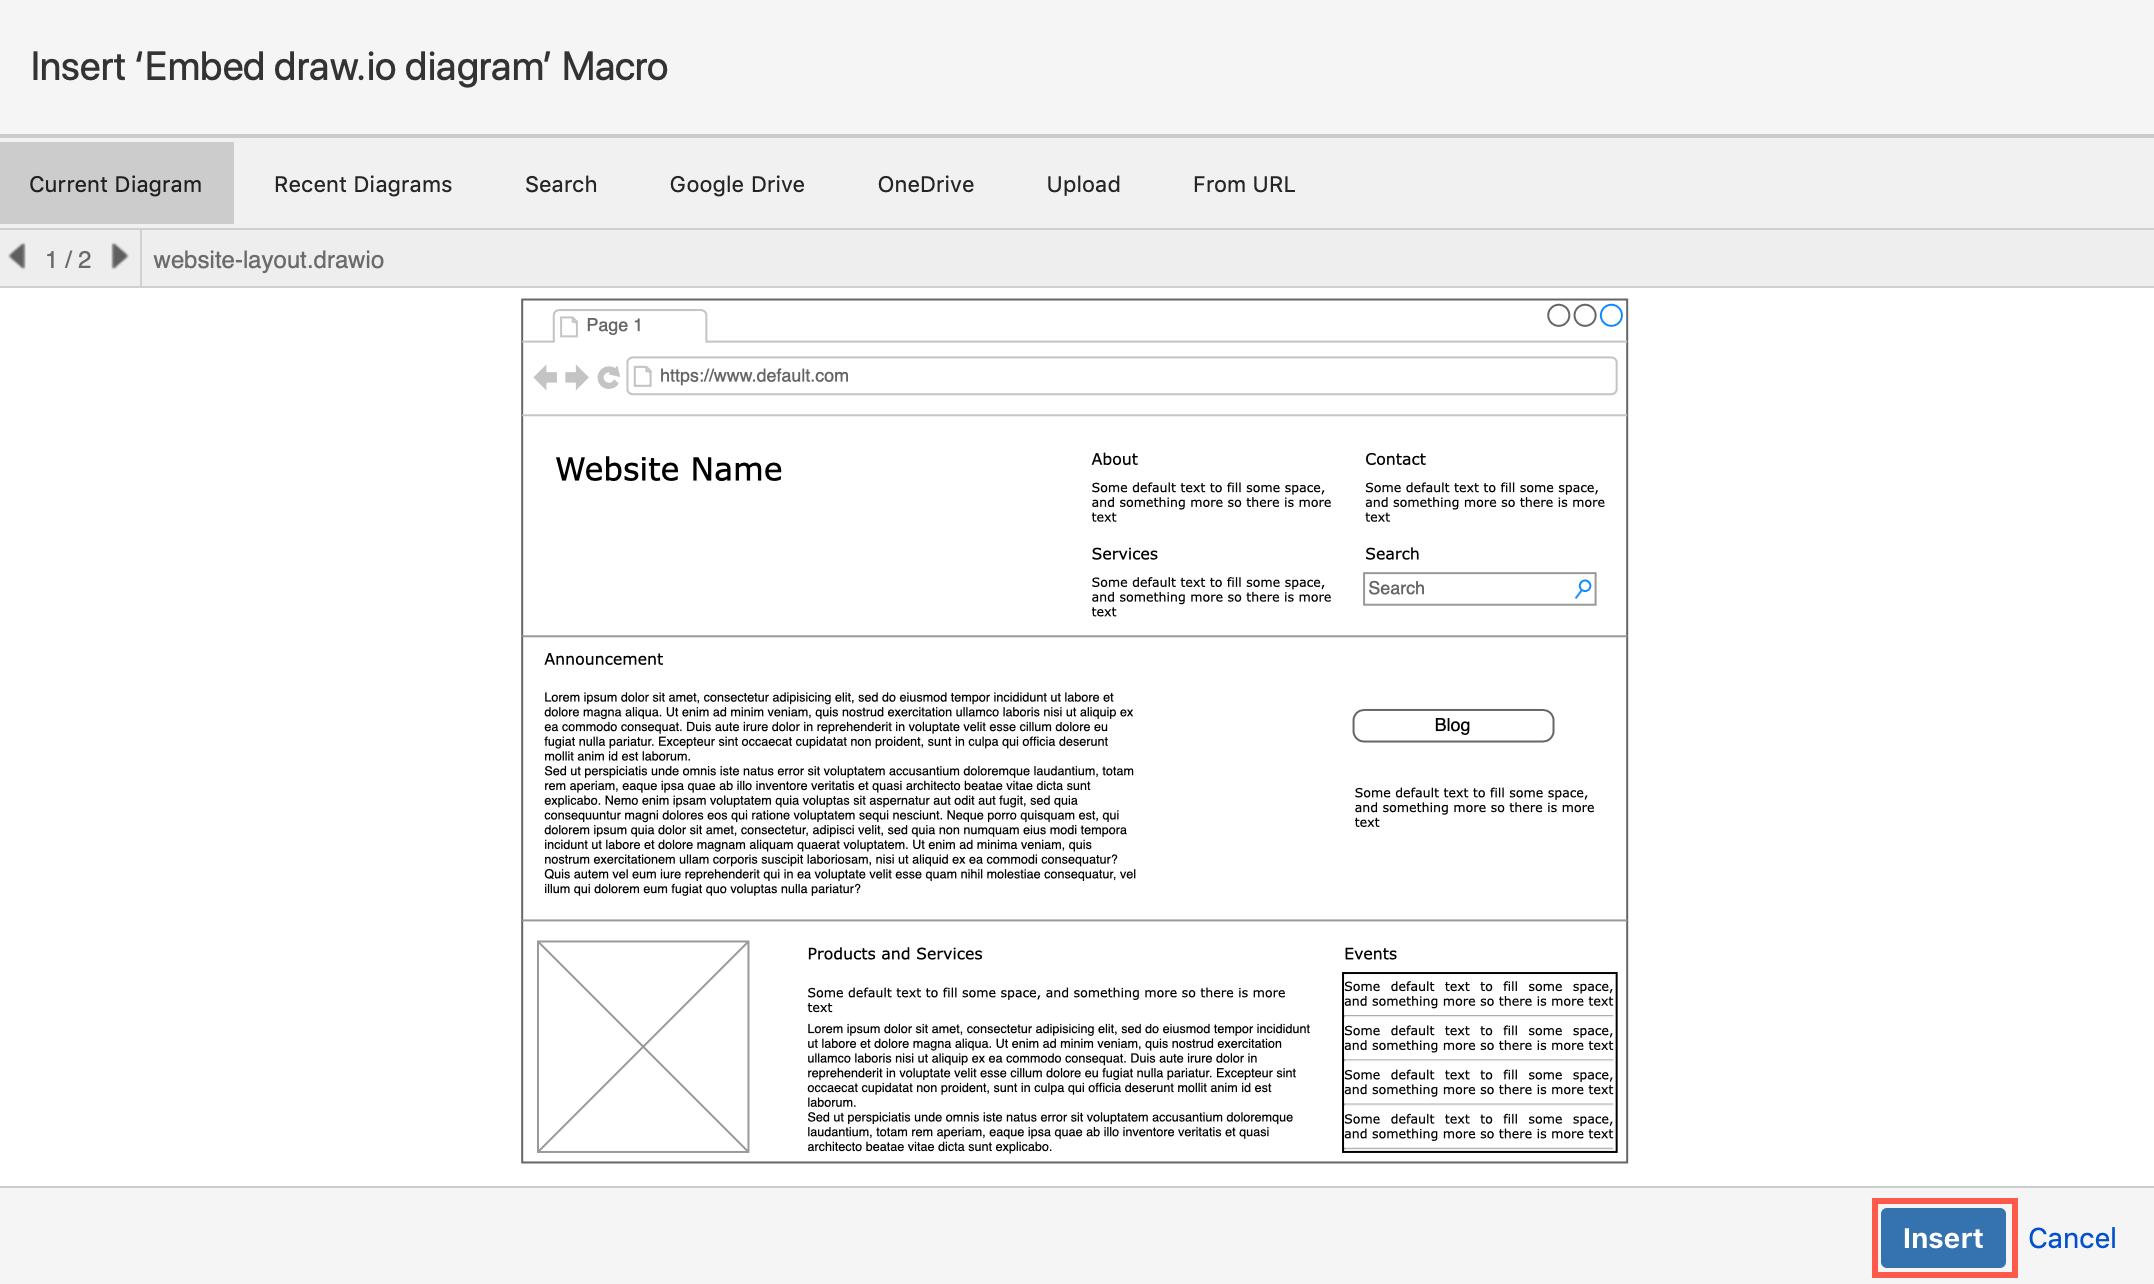 Insert ‘Embed draw.io diagram’ Macro
Current Diagram
Recent Diagrams
Search
Google Drive
OneDrive
Upload
From URL
1 / 2
website-layout.drawio
Page 1
https://www.default.com
Website Name
About
Some default text to fill some space,
and something more so there is more
text
Contact
Some default text to fill some space,
and something more so there is more
text
Services
Some default text to fill some space,
and something more so there is more
text
Search
Search
Announcement
Lorem ipsum dolor sit amet, consectetur adipisicing elit, sed do eiusmod tempor incididunt ut labore et
dolore magna aliqua. Ut enim ad minim veniam, quis nostrud exercitation ullamco laboris nisi ut aliquip ex
ea commodo consequat. Duis aute irure dolor in reprehenderit in voluptate velit esse cillum dolore eu
fugiat nulla pariatur. Excepteur sint occaecat cupidatat non proident, sunt in culpa qui officia deserunt
mollit anim id est laborum.
Sed ut perspiciatis unde omnis iste natus error sit voluptatem accusantium doloremque laudantium, totam
rem aperiam, eaque ipsa quae ab illo inventore veritatis et quasi architecto beatae vitae dicta sunt
explicabo. Nemo enim ipsam voluptatem quia voluptas sit aspernatur aut odit aut fugit, sed quia
consequuntur magni dolores eos qui ratione voluptatem sequi nesciunt. Neque porro quisquam est, qui
dolorem ipsum quia dolor sit amet, consectetur, adipisci velit, sed quia non numquam eius modi tempora
incidunt ut labore et dolore magnam aliquam quaerat voluptatem. Ut enim ad minima veniam, quis
nostrum exercitationem ullam corporis suscipit laboriosam, nisi ut aliquid ex ea commodi consequatur?
Quis autem vel eum iure reprehenderit qui in ea voluptate velit esse quam nihil molestiae consequatur, vel
illum qui dolorem eum fugiat quo voluptas nulla pariatur?
Blog
Some default text to fill some space,
and something more so there is more
text
Products and Services
Some default text to fill some space, and something more so there is more
text
Lorem ipsum dolor sit amet, consectetur adipisicing elit, sed do eiusmod tempor incididunt
ut labore et dolore magna aliqua. Ut enim ad minim veniam, quis nostrud exercitation
ullamco laboris nisi ut aliquip ex ea commodo consequat. Duis aute irure dolor in
reprehenderit in voluptate velit esse cillum dolore eu fugiat nulla pariatur. Excepteur sint
occaecat cupidatat non proident, sunt in culpa qui officia deserunt mollit anim id est
laborum.
Sed ut perspiciatis unde omnis iste natus error sit voluptatem accusantium doloremque
laudantium, totam rem aperiam, eaque ipsa quae ab illo inventore veritatis et quasi
architecto beatae vitae dicta sunt explicabo.
Events
Some default text to fill some space,
and something more so there is more text
Some default text to fill some space,
and something more so there is more text
Some default text to fill some space,
and something more so there is more text
Some default text to fill some space,
and something more so there is more text
Insert
Cancel